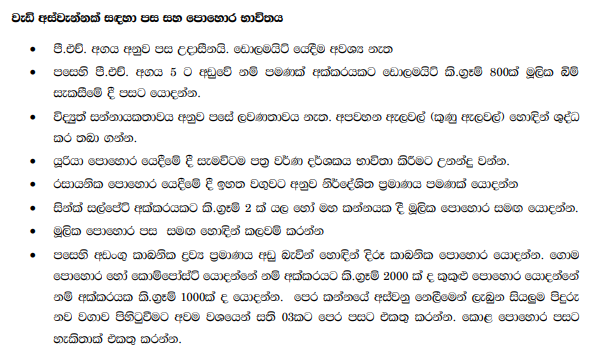 වැඩි අස්වැන්නක් සඳහා පස සහ පොහොර භාවිතය
• පී.එච්. අගය අනුව පස උදාසීනයි. ඩොලමයිට් යෙදීම අවශ්‍ය නැත
• පසෙහි පී.එච්. අගය 5 ට අඩුවේ නම් පමණක් අක්කරයකට ඩොලමයිට් කි.ග්‍රෑම් 800ක් මූලික බිම්
සැකසීමේ දී පසට යොදන්න.
• විද්‍යුත් සන්නායකතාවය අනුව පසේ ලවණතාවය නැත. අපවහන ඇලවල් (කුණු ඇලවල්) හොඳින් ශුද්ධ
කර තබා ගන්න.
• යූරියා පොහොර යෙදීමේ දී සැමවිටම පත්‍ර වර්ණ දර්ශකය භාවිතා කිරීමට උනන්දු වන්න.
• රසායනික පොහොර යෙදීමේ දී ඉහත වගුවට අනුව නිර්දේශිත ප්‍රමාණය පමණක් යොදන්න
• සින්ක් සල්පේට් අක්කරයකට කි.ග්‍රෑම් 2 ක් යල හෝ මහ කන්නයක දී මූලික පොහොර සමඟ යොදන්න.
• මූලික පොහොර පස සමඟ හොඳින් කලවම් කරන්න
• පසෙහි අඩංගු කාබනික ද්‍රව්‍ය ප්‍රමාණය අඩු බැවින් හොඳින් දිරූ කාබනික පොහොර යොදන්න. ගොම
පොහොර හෝ කොම්පෝස්ට් යොදන්නේ නම් අක්කරයට කි.ග්‍රෑම් 2000 ක් ද කුකුළු පොහොර යොදන්නේ
නම් අක්කරයක කි.ග්‍රෑම් 1000ක් ද යොදන්න. පෙර කන්නයේ අස්වනු නෙලීමෙන් ලැබුන සියලුම පිදුරු
නව වගාව පිහිටුවීමට අවම වශයෙන් සති 03කට පෙර පසට එකතු කරන්න. කොළ පොහොර පසට
හැකිතාක් එකතු කරන්න.